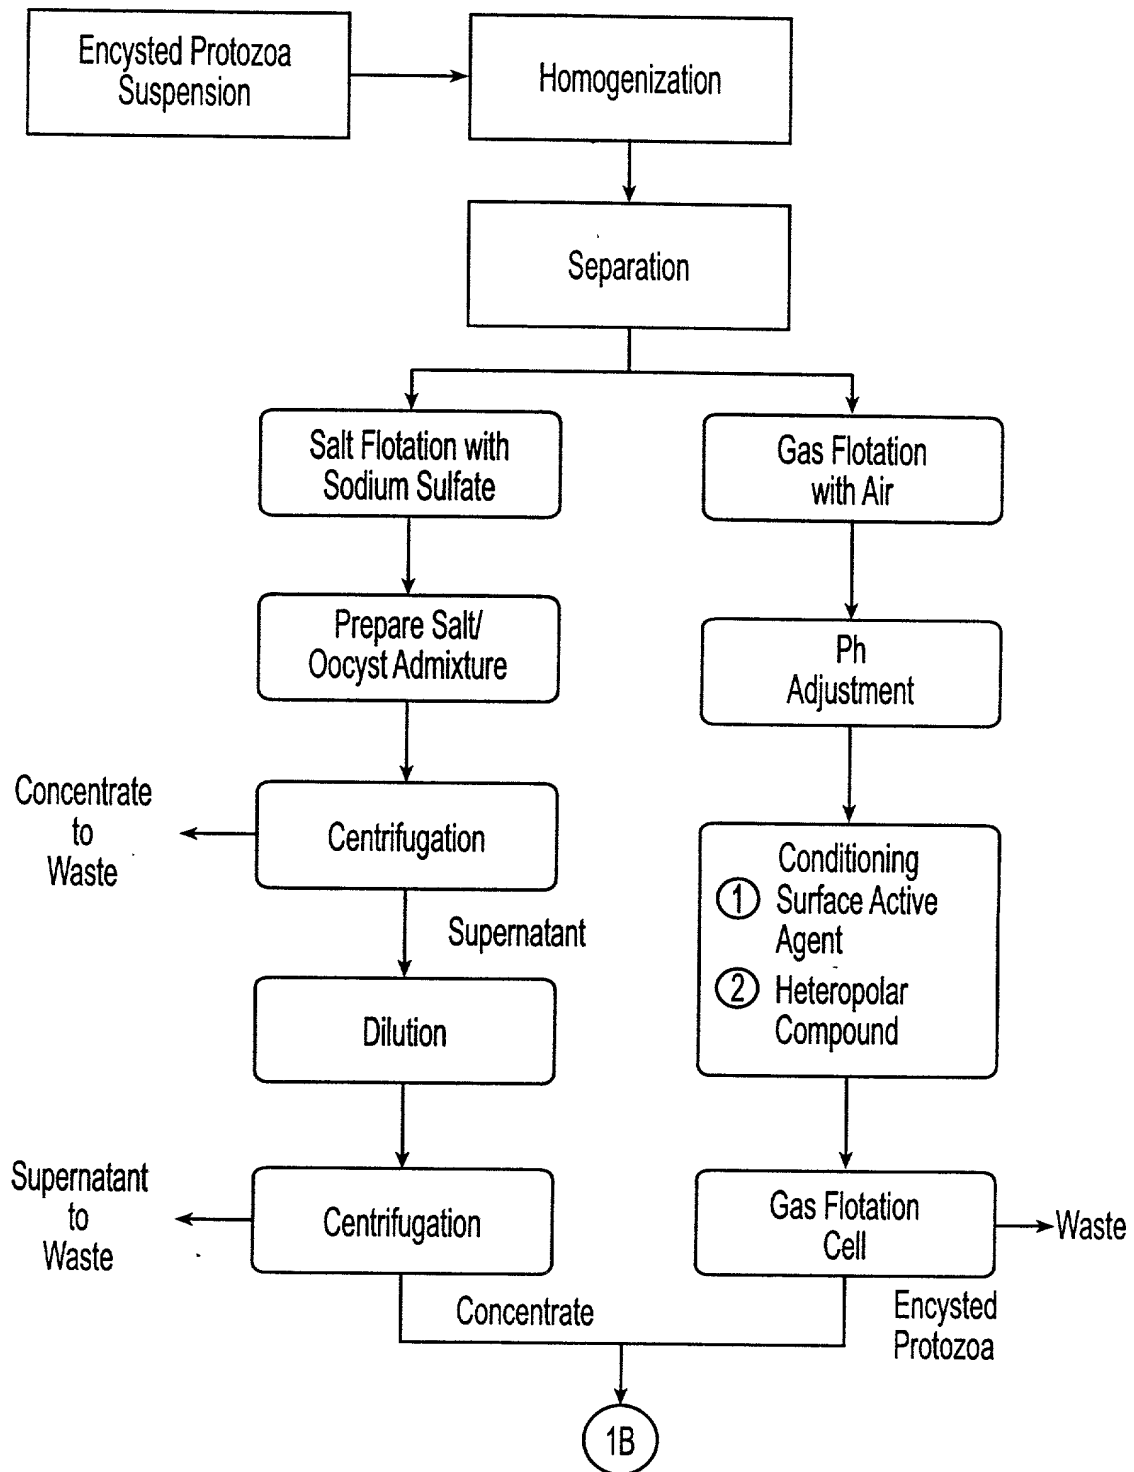 Encysted Protozoa
Suspension
Homogenization
Separation
Salt Flotation with
Sodium Sulfate
Gas Flotation
with Air
Prepare Salt/
Oocyst Admixture
Ph
Adjustment
Concentrate
to
Waste
Centrifugation
Supernatant
Conditioning
1 Surface Active
Agent
2 Heteropolar
Compound
Dilution
Supernatant
to
Waste
Centrifugation
Concentrate
Gas Flotation
Cell
Waste
Encysted
Protozoa
1B